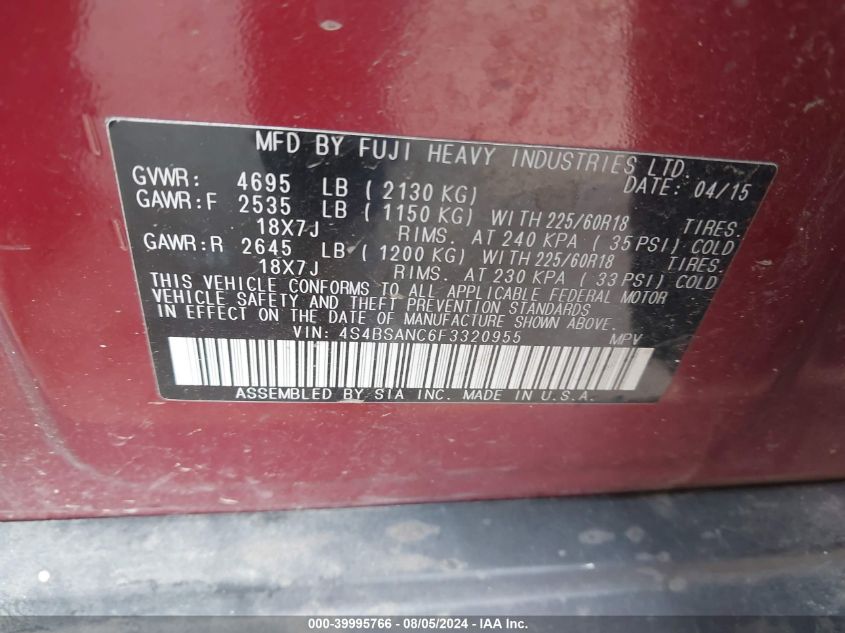 MFD BY FUJI HEAVY INDUSTRIES LTD.
DATE: 04/15
GVWR: 4695 LB ( 2130 KG)
GAWR:F 2535 LB ( 1150 KG) WITH 225/60R18 TIRES.
18X7J RIMS. AT 240 KPA ( 35PSI) COLD
GAWR:R 2645 LB ( 1200 KG) WITH 225/60R18 TIRES.
18X7J RIMS. AT 230 KPA ( 33PSI) COLD
THIS VEHICLE CONFORMS TO ALL APPLICABLE FEDERAL MOTOR
VEHICLE SAFETY AND THEFT PREVENTION STANDARDS
IN EFFECT ON THE DATE OF MANUFACTURE SHOWN ABOVE.
VIN: 4S4BSANC6F3320955 MPV
ASSEMBLED BY SIA INC. MADE IN U.S.A.
000-39995766 - 08/05/2024 - IAA Inc.